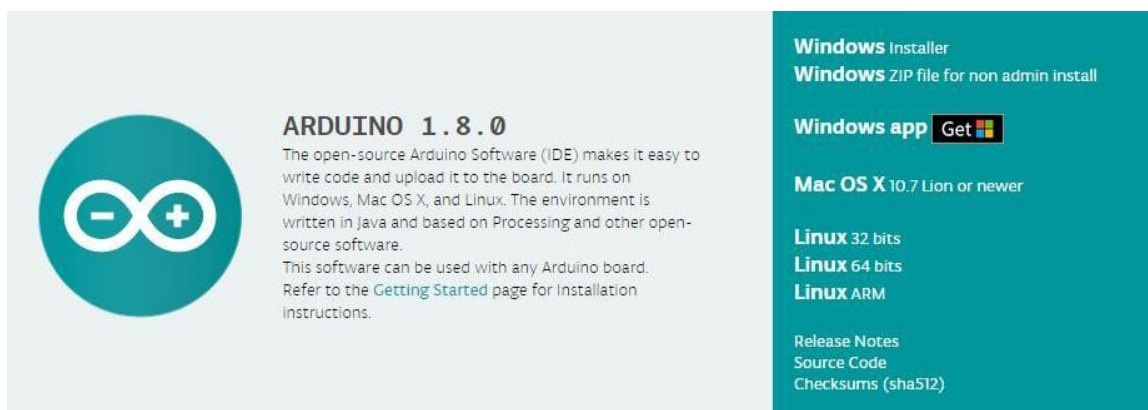 ARDUINO 1.8.0
The open-source Arduino Software (IDE) makes it easy to
write code and upload it to the board. It runs on
Windows, Mac OS X, and Linux. The environment is
written in Java and based on Processing and other open-
source software.
This software can be used with any Arduino board.
Refer to the Getting Started page for Installation
instructions.
Windows Installer
Windows ZIP file for non admin install
Windows app Get
Mac OS X 10.7 Lion or newer
Linux 32 bits
Linux 64 bits
Linux ARM
Release Notes
Source Code
Checksums (sha512)